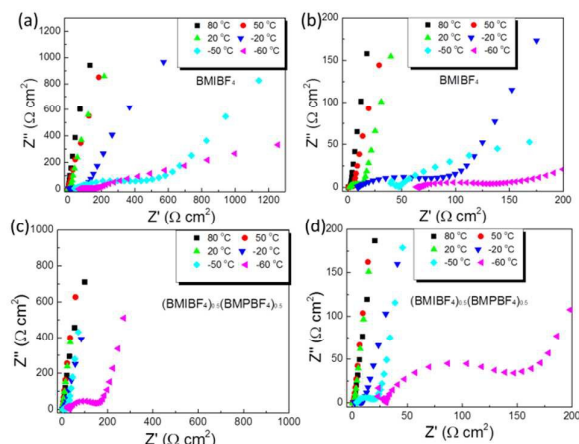 (a)
1200
1000
800
600
400
200
0
Z'' (Ω cm²)
80 °C 50 °C
20 °C -20 °C
-50 °C -60 °C
BMIBF₄
0 200 400 600 800 1000 1200
Z' (Ω cm²)
(b)
200
150
100
50
0
Z'' (Ω cm²)
80 °C 50 °C
20 °C -20 °C
-50 °C -60 °C
BMIBF₄
0 50 100 150 200
Z' (Ω cm²)
(c)
1000
800
600
400
200
0
Z'' (Ω cm²)
80 °C 50 °C
20 °C -20 °C
-50 °C -60 °C
(BMIBF₄)₀.₅(BMPBF₄)₀.₅
0 200 400 600 800 1000
Z' (Ω cm²)
(d)
200
150
100
50
0
Z'' (Ω cm²)
80 °C 50 °C
20 °C -20 °C
-50 °C -60 °C
(BMIBF₄)₀.₅(BMPBF₄)₀.₅
0 50 100 150 200
Z' (Ω cm²)